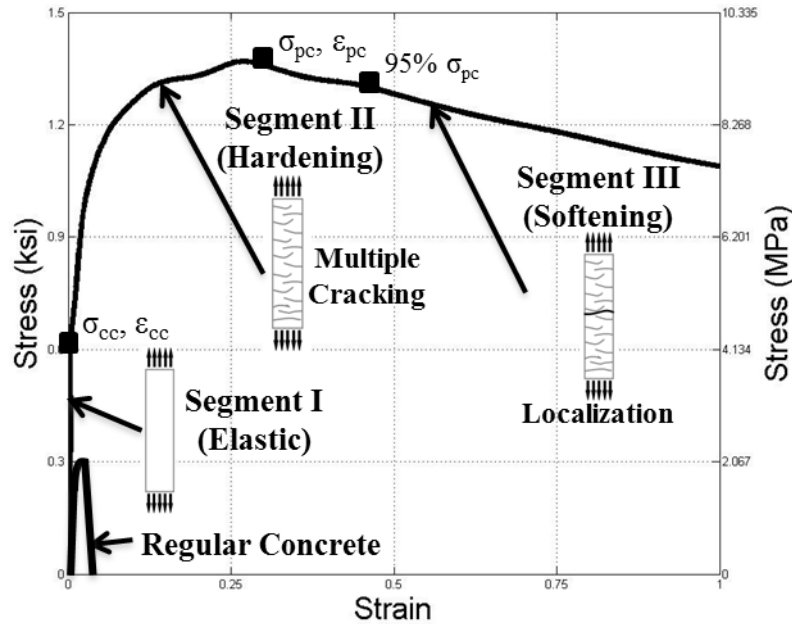 1.5
1.2
0.9
0.6
0.3
0
Stress (ksi)
10.335
8.268
6.201
4.134
2.067
0
Stress (MPa)
σpc, εpc
95% σpc
Segment II
(Hardening)
Multiple
Cracking
Segment III
(Softening)
Localization
σcc, εcc
Segment I
(Elastic)
Regular Concrete
0
0.25
0.5
0.75
1
Strain